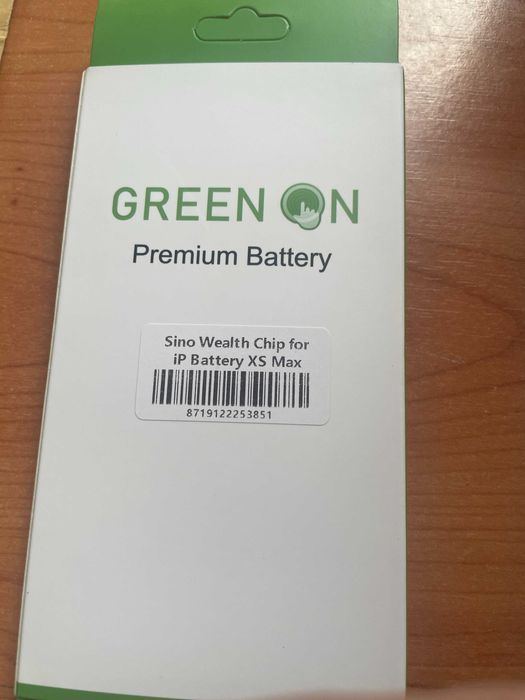 GREEN ON
Premium Battery
Sino Wealth Chip for
iP Battery XS Max
8719122253851